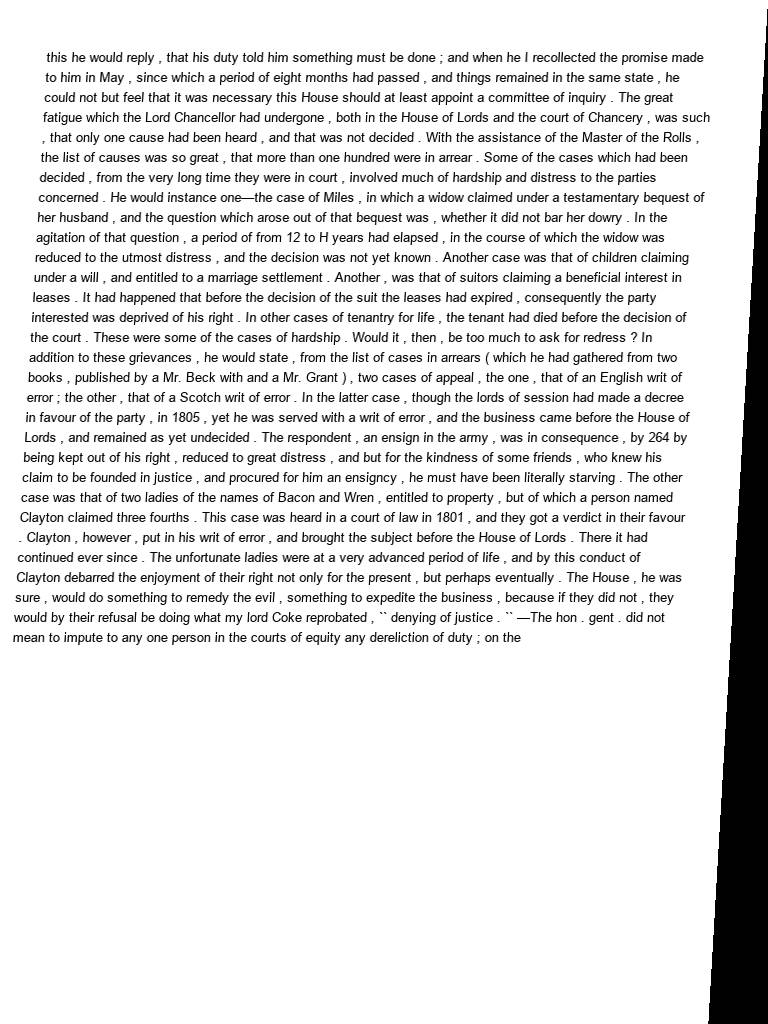 this he would reply , that his duty told him something must be done ; and when he I recollected the promise made
to him in May , since which a period of eight months had passed , and things remained in the same state , he
could not but feel that it was necessary this House should at least appoint a committee of inquiry . The great
fatigue which the Lord Chancellor had undergone , both in the House of Lords and the court of Chancery , was such
, that only one cause had been heard , and that was not decided . With the assistance of the Master of the Rolls ,
the list of causes was so great , that more than one hundred were in arrear . Some of the cases which had been
decided , from the very long time they were in court , involved much of hardship and distress to the parties
concerned . He would instance one—the case of Miles , in which a widow claimed under a testamentary bequest of
her husband , and the question which arose out of that bequest was , whether it did not bar her dowry . In the
agitation of that question , a period of from 12 to H years had elapsed , in the course of which the widow was
reduced to the utmost distress , and the decision was not yet known . Another case was that of children claiming
under a will , and entitled to a marriage settlement . Another , was that of suitors claiming a beneficial interest in
leases . It had happened that before the decision of the suit the leases had expired , consequently the party
interested was deprived of his right . In other cases of tenantry for life , the tenant had died before the decision of
the court . These were some of the cases of hardship . Would it , then , be too much to ask for redress ? In
addition to these grievances , he would state , from the list of cases in arrears ( which he had gathered from two
books , published by a Mr. Beck with and a Mr. Grant ) , two cases of appeal , the one , that of an English writ of
error ; the other , that of a Scotch writ of error . In the latter case , though the lords of session had made a decree
in favour of the party , in 1805 , yet he was served with a writ of error , and the business came before the House of
Lords , and remained as yet undecided . The respondent , an ensign in the army , was in consequence , by 264 by
being kept out of his right , reduced to great distress , and but for the kindness of some friends , who knew his
claim to be founded in justice , and procured for him an ensigncy , he must have been literally starving . The other
case was that of two ladies of the names of Bacon and Wren , entitled to property , but of which a person named
Clayton claimed three fourths . This case was heard in a court of law in 1801 , and they got a verdict in their favour
. Clayton , however , put in his writ of error , and brought the subject before the House of Lords . There it had
continued ever since . The unfortunate ladies were at a very advanced period of life , and by this conduct of
Clayton debarred the enjoyment of their right not only for the present , but perhaps eventually . The House , he was
sure , would do something to remedy the evil , something to expedite the business , because if they did not , they
would by their refusal be doing what my lord Coke reprobated , `` denying of justice . `` —The hon . gent . did not
mean to impute to any one person in the courts of equity any dereliction of duty ; on the